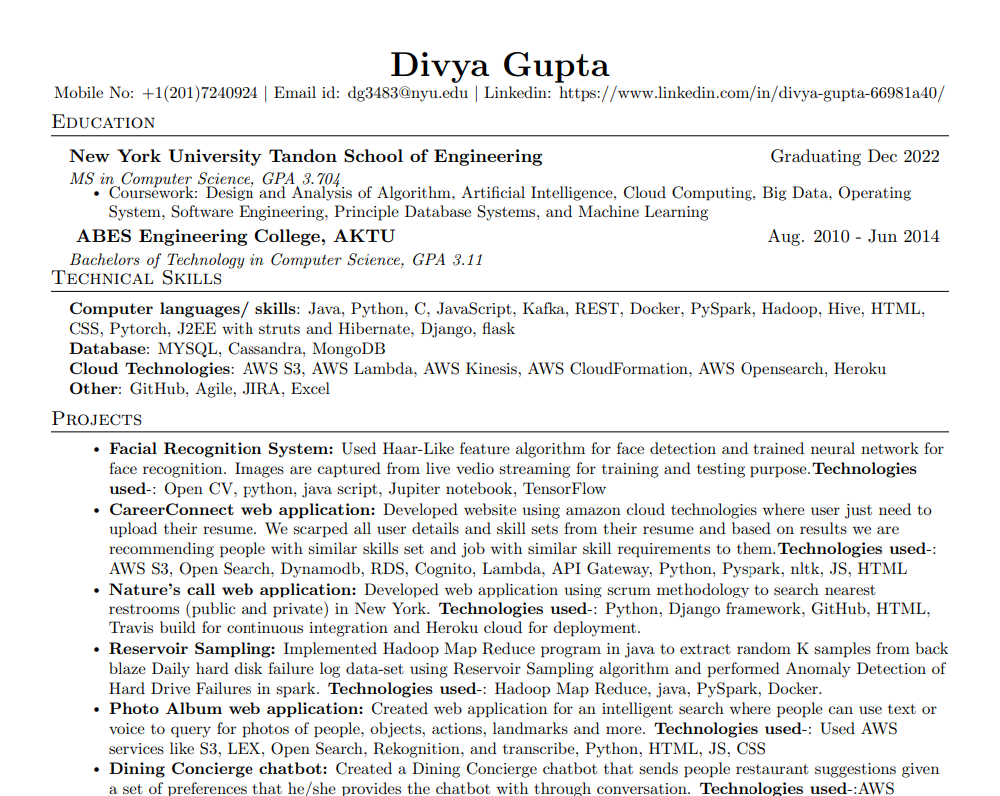 Divya Gupta
Mobile No: +1(201)7240924 | Email id: dg3483@nyu.edu | Linkedin: https://www.linkedin.com/in/divya-gupta-66981a40/
Education
New York University Tandon School of Engineering Graduating Dec 2022
MS in Computer Science, GPA 3.704
• Coursework: Design and Analysis of Algorithm, Artificial Intelligence, Cloud Computing, Big Data, Operating
System, Software Engineering, Principle Database Systems, and Machine Learning
ABES Engineering College, AKTU Aug. 2010 - Jun 2014
Bachelors of Technology in Computer Science, GPA 3.11
Technical Skills
Computer languages/ skills: Java, Python, C, JavaScript, Kafka, REST, Docker, PySpark, Hadoop, Hive, HTML,
CSS, Pytorch, J2EE with struts and Hibernate, Django, flask
Database: MYSQL, Cassandra, MongoDB
Cloud Technologies: AWS S3, AWS Lambda, AWS Kinesis, AWS CloudFormation, AWS Opensearch, Heroku
Other: GitHub, Agile, JIRA, Excel
Projects
• Facial Recognition System: Used Haar-Like feature algorithm for face detection and trained neural network for
face recognition. Images are captured from live vedio streaming for training and testing purpose.Technologies
used-: Open CV, python, java script, Jupiter notebook, TensorFlow
• CareerConnect web application: Developed website using amazon cloud technologies where user just need to
upload their resume. We scarped all user details and skill sets from their resume and based on results we are
recommending people with similar skills set and job with similar skill requirements to them.Technologies used-:
AWS S3, Open Search, Dynamodb, RDS, Cognito, Lambda, API Gateway, Python, Pyspark, nltk, JS, HTML
• Nature's call web application: Developed web application using scrum methodology to search nearest
restrooms (public and private) in New York. Technologies used-: Python, Django framework, GitHub, HTML,
Travis build for continuous integration and Heroku cloud for deployment.
• Reservoir Sampling: Implemented Hadoop Map Reduce program in java to extract random K samples from back
blaze Daily hard disk failure log data-set using Reservoir Sampling algorithm and performed Anomaly Detection of
Hard Drive Failures in spark. Technologies used-: Hadoop Map Reduce, java, PySpark, Docker.
• Photo Album web application: Created web application for an intelligent search where people can use text or
voice to query for photos of people, objects, actions, landmarks and more. Technologies used-: Used AWS
services like S3, LEX, Open Search, Rekognition, and transcribe, Python, HTML, JS, CSS
• Dining Concierge chatbot: Created a Dining Concierge chatbot that sends people restaurant suggestions given
a set of preferences that he/she provides the chatbot with through conversation. Technologies used-:AWS